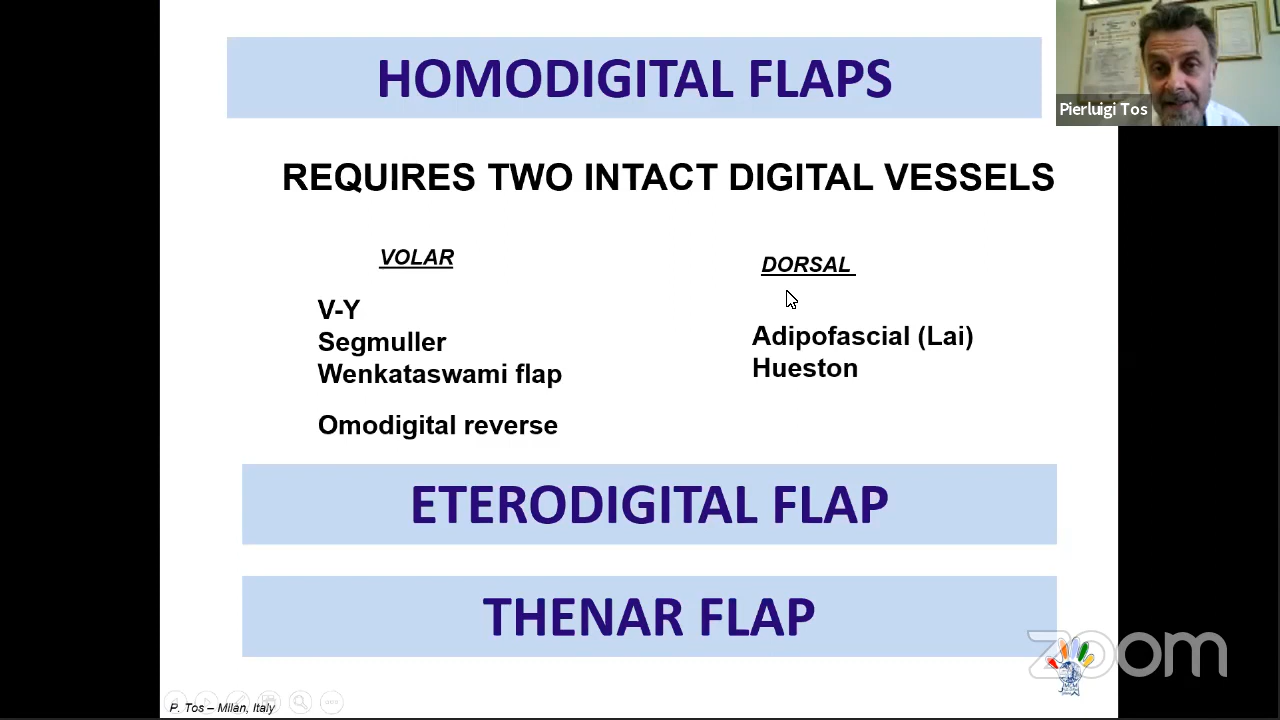 HOMODIGITAL FLAPS
Pierluigi Tos
REQUIRES TWO INTACT DIGITAL VESSELS
VOLAR
V-Y
Segmuller
Wenkataswami flap
Omodigital reverse
DORSAL
Adipofascial (Lai)
Hueston
ETERODIGITAL FLAP
THENAR FLAP
zoom
P. Tos – Milan, Italy